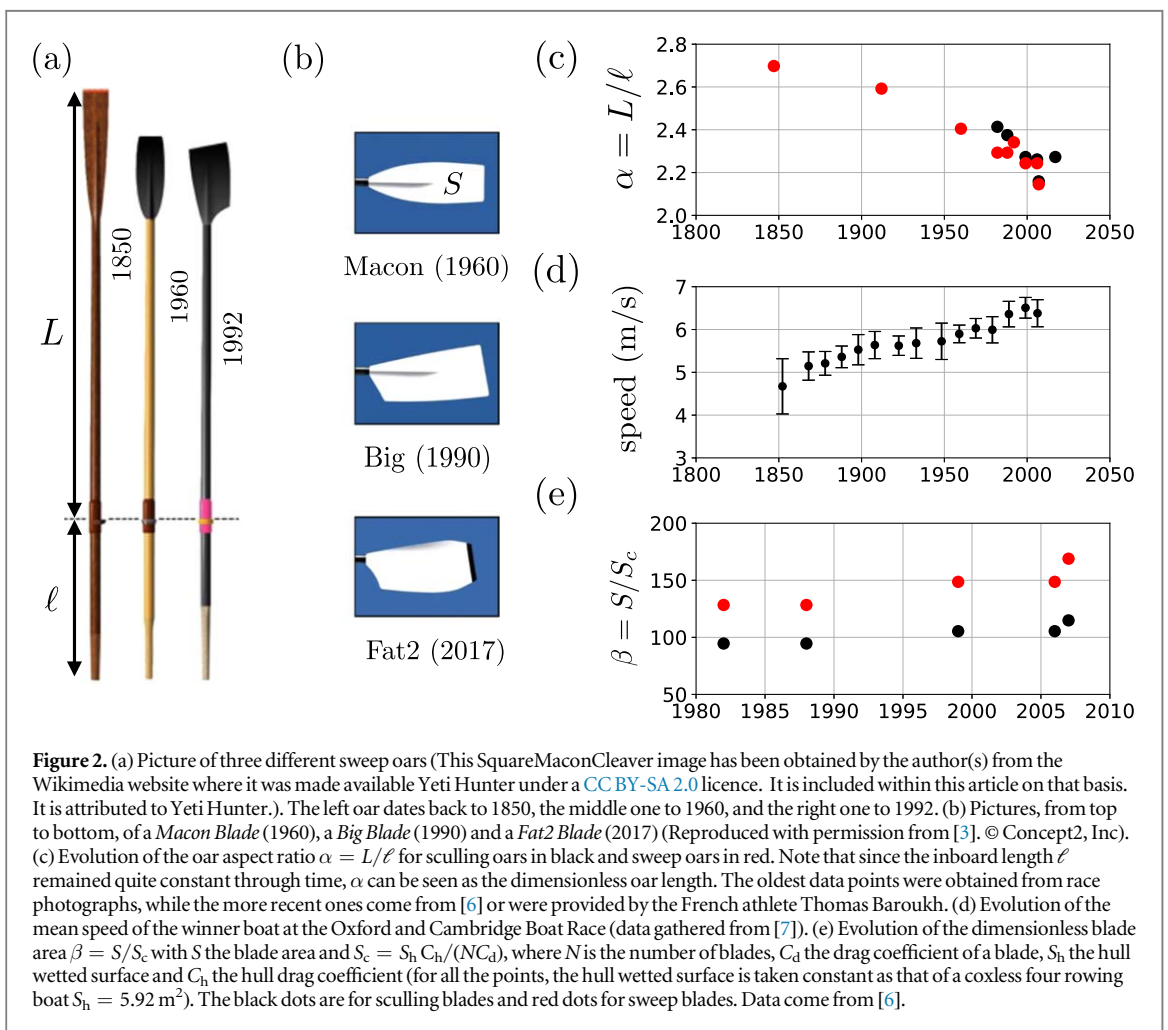 (a)
L
ℓ
1850
1960
1992
(b)
S
Macon (1960)
Big (1990)
Fat2 (2017)
(c)
α = L/ℓ
2.8
2.6
2.4
2.2
2.0
1800 1850 1900 1950 2000 2050
(d)
speed (m/s)
7
6
5
4
3
1800 1850 1900 1950 2000 2050
(e)
β = S/S_c
200
150
100
50
1980 1985 1990 1995 2000 2005 2010
Figure 2. (a) Picture of three different sweep oars (This SquareMaconCleaver image has been obtained by the author(s) from the
Wikimedia website where it was made available Yeti Hunter under a CC BY-SA 2.0 licence. It is included within this article on that basis.
It is attributed to Yeti Hunter.). The left oar dates back to 1850, the middle one to 1960, and the right one to 1992. (b) Pictures, from top
to bottom, of a Macon Blade (1960), a Big Blade (1990) and a Fat2 Blade (2017) (Reproduced with permission from [3]. © Concept2, Inc).
(c) Evolution of the oar aspect ratio α = L/ℓ for sculling oars in black and sweep oars in red. Note that since the inboard length ℓ
remained quite constant through time, α can be seen as the dimensionless oar length. The oldest data points were obtained from race
photographs, while the more recent ones come from [6] or were provided by the French athlete Thomas Baroukh. (d) Evolution of the
mean speed of the winner boat at the Oxford and Cambridge Boat Race (data gathered from [7]). (e) Evolution of the dimensionless blade
area β = S/S_c with S the blade area and S_c = S_h C_h/(NC_d), where N is the number of blades, C_d the drag coefficient of a blade, S_h the hull
wetted surface and C_h the hull drag coefficient (for all the points, the hull wetted surface is taken constant as that of a coxless four rowing
boat S_h = 5.92 m²). The black dots are for sculling blades and red dots for sweep blades. Data come from [6].